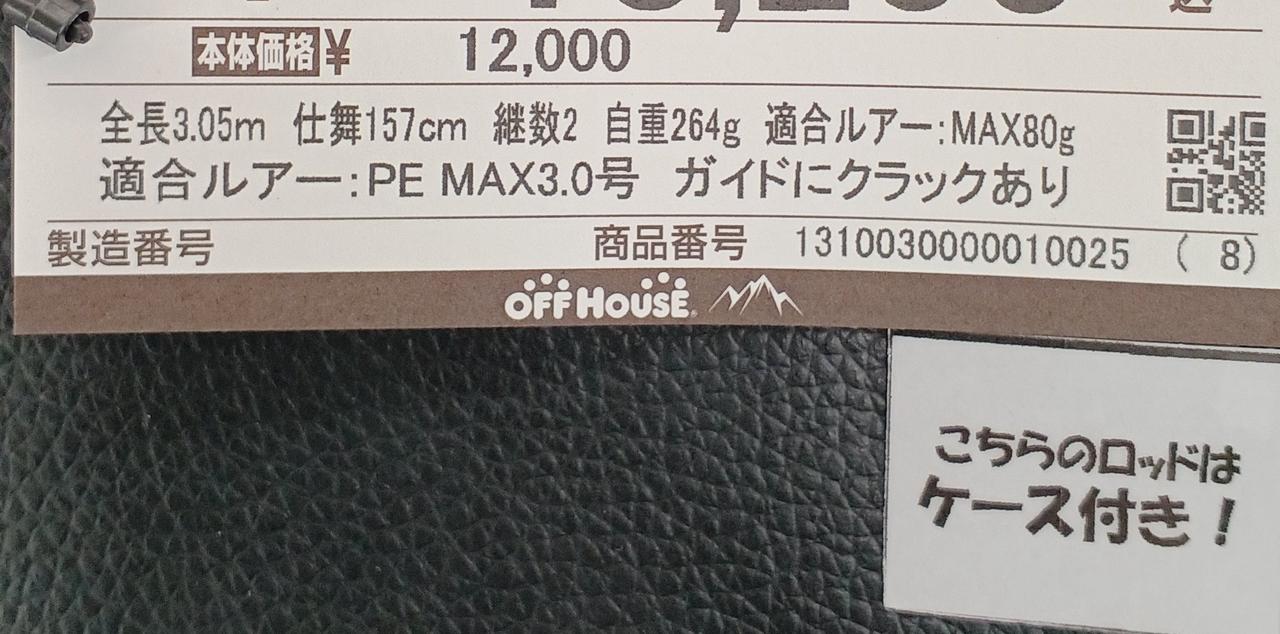 本体価格 ¥ 12,000
全長3.05m 仕舞157cm 継数2 自重264g 適合ルアー:MAX80g
適合ルアー:PE MAX3.0号 ガイドにクラックあり
製造番号 商品番号 1310030000010025 ( 8)
OFF HOUSE
こちらのロッドは
ケース付き!